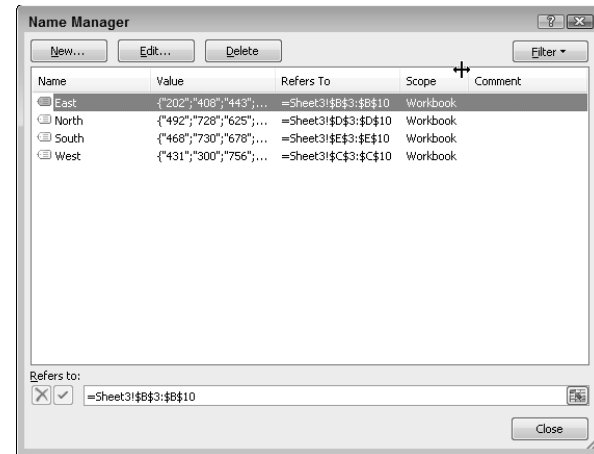 Name Manager
New... Edit... Delete Filter
Name Value Refers To Scope Comment
East {"202";"408";"443";... =Sheet3!$B$3:$B$10 Workbook
North {"492";"728";"625";... =Sheet3!$D$3:$D$10 Workbook
South {"468";"730";"678";... =Sheet3!$E$3:$E$10 Workbook
West {"431";"300";"756";... =Sheet3!$C$3:$C$10 Workbook
Refers to:
=Sheet3!$B$3:$B$10
Close